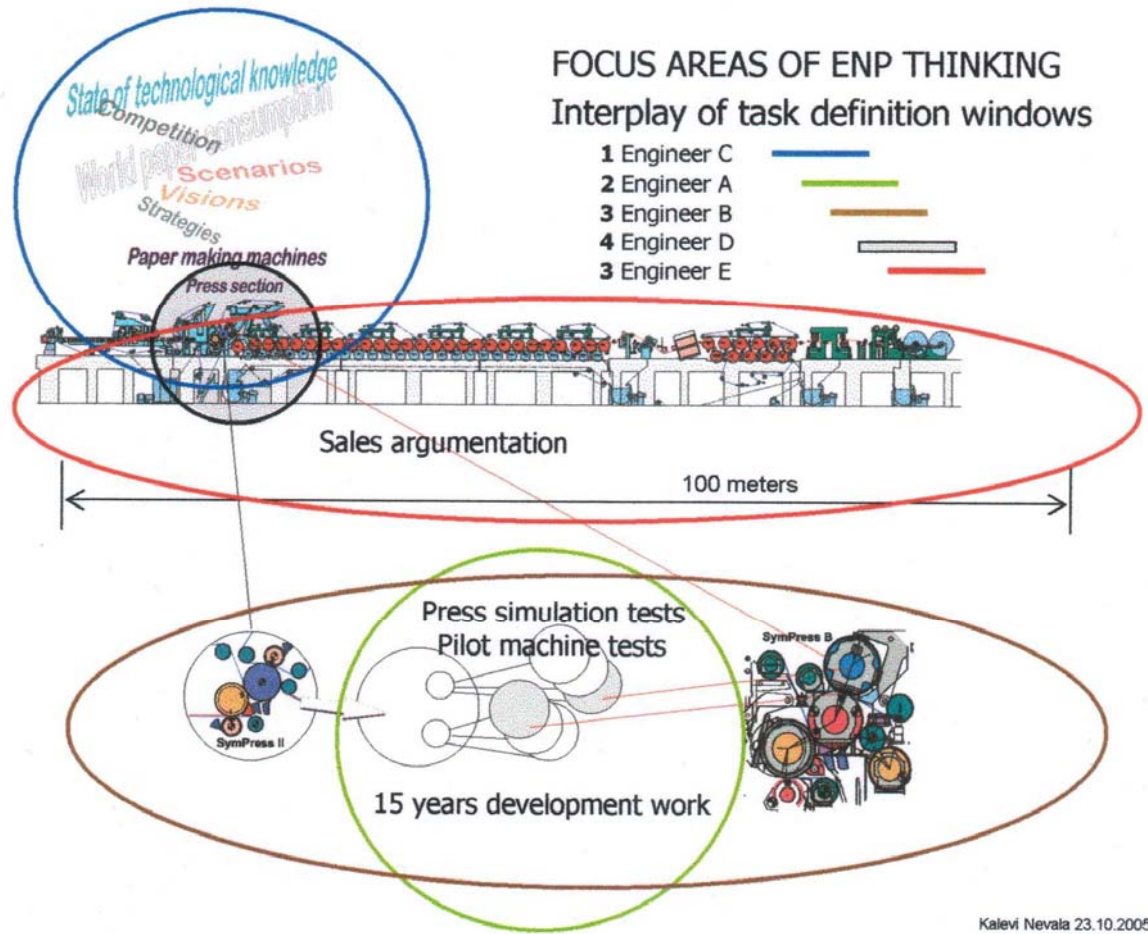 FOCUS AREAS OF ENP THINKING
Interplay of task definition windows
1 Engineer C
2 Engineer A
3 Engineer B
4 Engineer D
3 Engineer E
State of technological knowledge
Competition
World paper consumption
Scenarios
Visions
Strategies
Paper making machines
Press section
Sales argumentation
100 meters
Press simulation tests
Pilot machine tests
SymPress II
SymPress B
15 years development work
Kalevi Nevala 23.10.2005